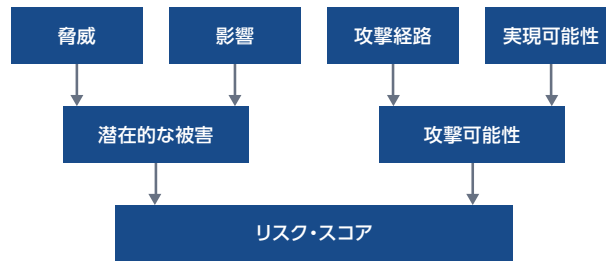 脅威
影響
攻撃経路
実現可能性
潜在的な被害
攻撃可能性
リスク・スコア